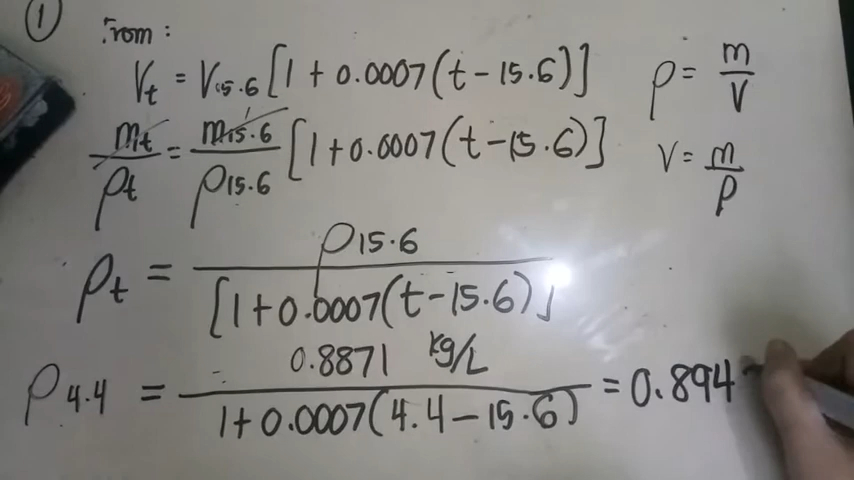 1
From:
Vt = V15.6 [1 + 0.0007(t - 15.6)]
ρ = m/V
mt/ρt = m15.6/ρ15.6 [1 + 0.0007(t - 15.6)]
V = m/ρ
ρt = ρ15.6/[1 + 0.0007(t - 15.6)]
ρ4.4 = 0.8871 kg/L / 1 + 0.0007(4.4 - 15.6) = 0.894